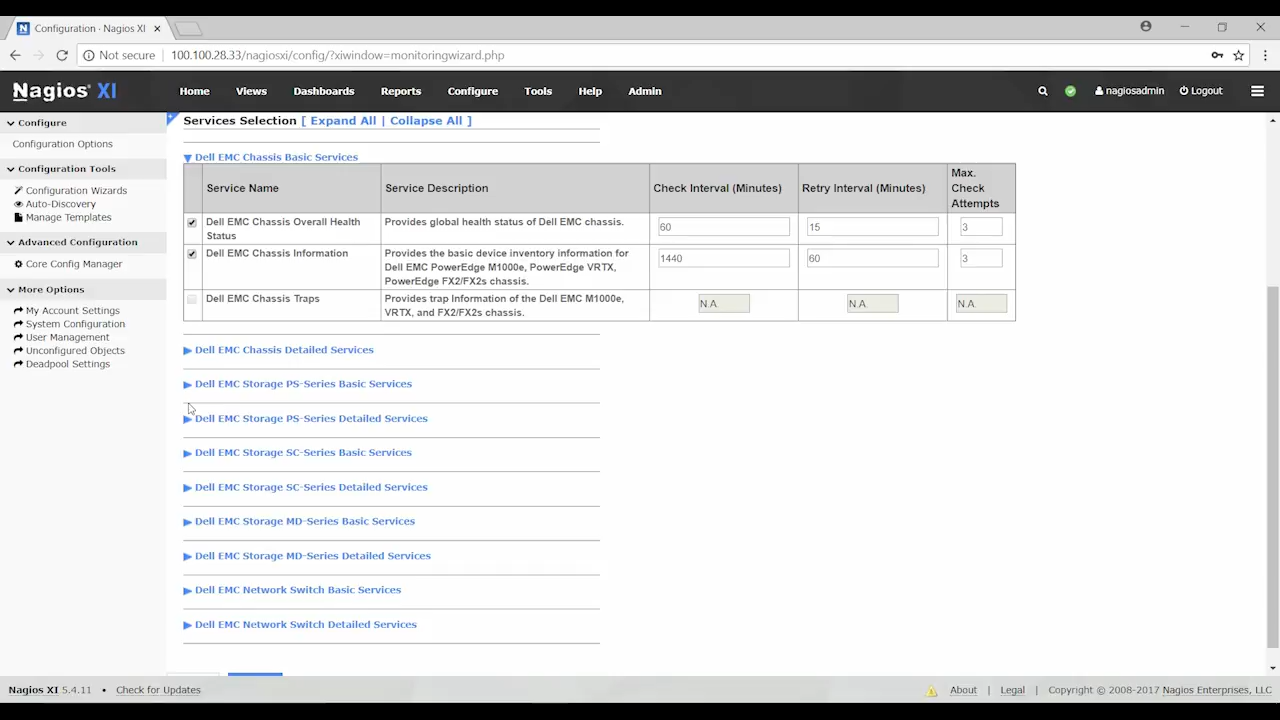 Configuration - Nagios XI
Not secure 100.100.28.33/nagiosxi/config/?xiwindow=monitoringwizard.php
Nagios® XI Home Views Dashboards Reports Configure Tools Help Admin nagiosadmin Logout
Configure
Configuration Options
Configuration Tools
Configuration Wizards
Auto-Discovery
Manage Templates
Advanced Configuration
Core Config Manager
More Options
My Account Settings
System Configuration
User Management
Unconfigured Objects
Deadpool Settings
Services Selection [ Expand All | Collapse All ]
Dell EMC Chassis Basic Services
Service Name Service Description Check Interval (Minutes) Retry Interval (Minutes) Max.
Check
Attempts
Dell EMC Chassis Overall Health
Status
Provides global health status of Dell EMC chassis.
60 15 3
Dell EMC Chassis Information
Provides the basic device inventory information for
Dell EMC PowerEdge M1000e, PowerEdge VRTX,
PowerEdge FX2/FX2s chassis.
1440 60 3
Dell EMC Chassis Traps
Provides trap Information of the Dell EMC M1000e,
VRTX, and FX2/FX2s chassis.
N.A. N.A. N.A.
Dell EMC Chassis Detailed Services
Dell EMC Storage PS-Series Basic Services
Dell EMC Storage PS-Series Detailed Services
Dell EMC Storage SC-Series Basic Services
Dell EMC Storage SC-Series Detailed Services
Dell EMC Storage MD-Series Basic Services
Dell EMC Storage MD-Series Detailed Services
Dell EMC Network Switch Basic Services
Dell EMC Network Switch Detailed Services
Nagios XI 5.4.11 • Check for Updates About | Legal | Copyright © 2008-2017 Nagios Enterprises, LLC